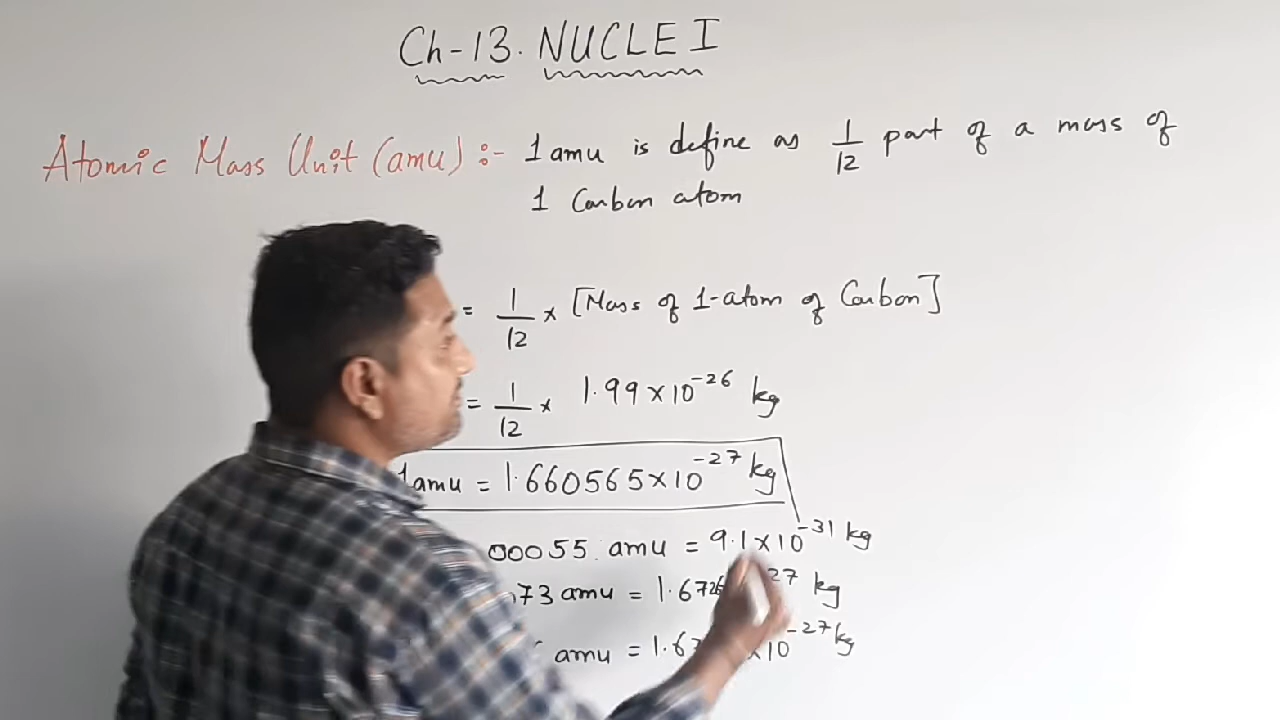 Ch-13. NUCLEI
Atomic Mass Unit (amu) :- 1 amu is define as 1/12 part of a mass of
1 Carbon atom
= 1/12 × [Mass of 1-atom of Carbon]
= 1/12 × 1.99×10⁻²⁶ kg
1amu = 1.660565×10⁻²⁷ kg
00055 amu = 9.1×10⁻³¹ kg
73 amu = 1.6726 27 kg
amu = 1.67 ×10⁻²⁷ kg